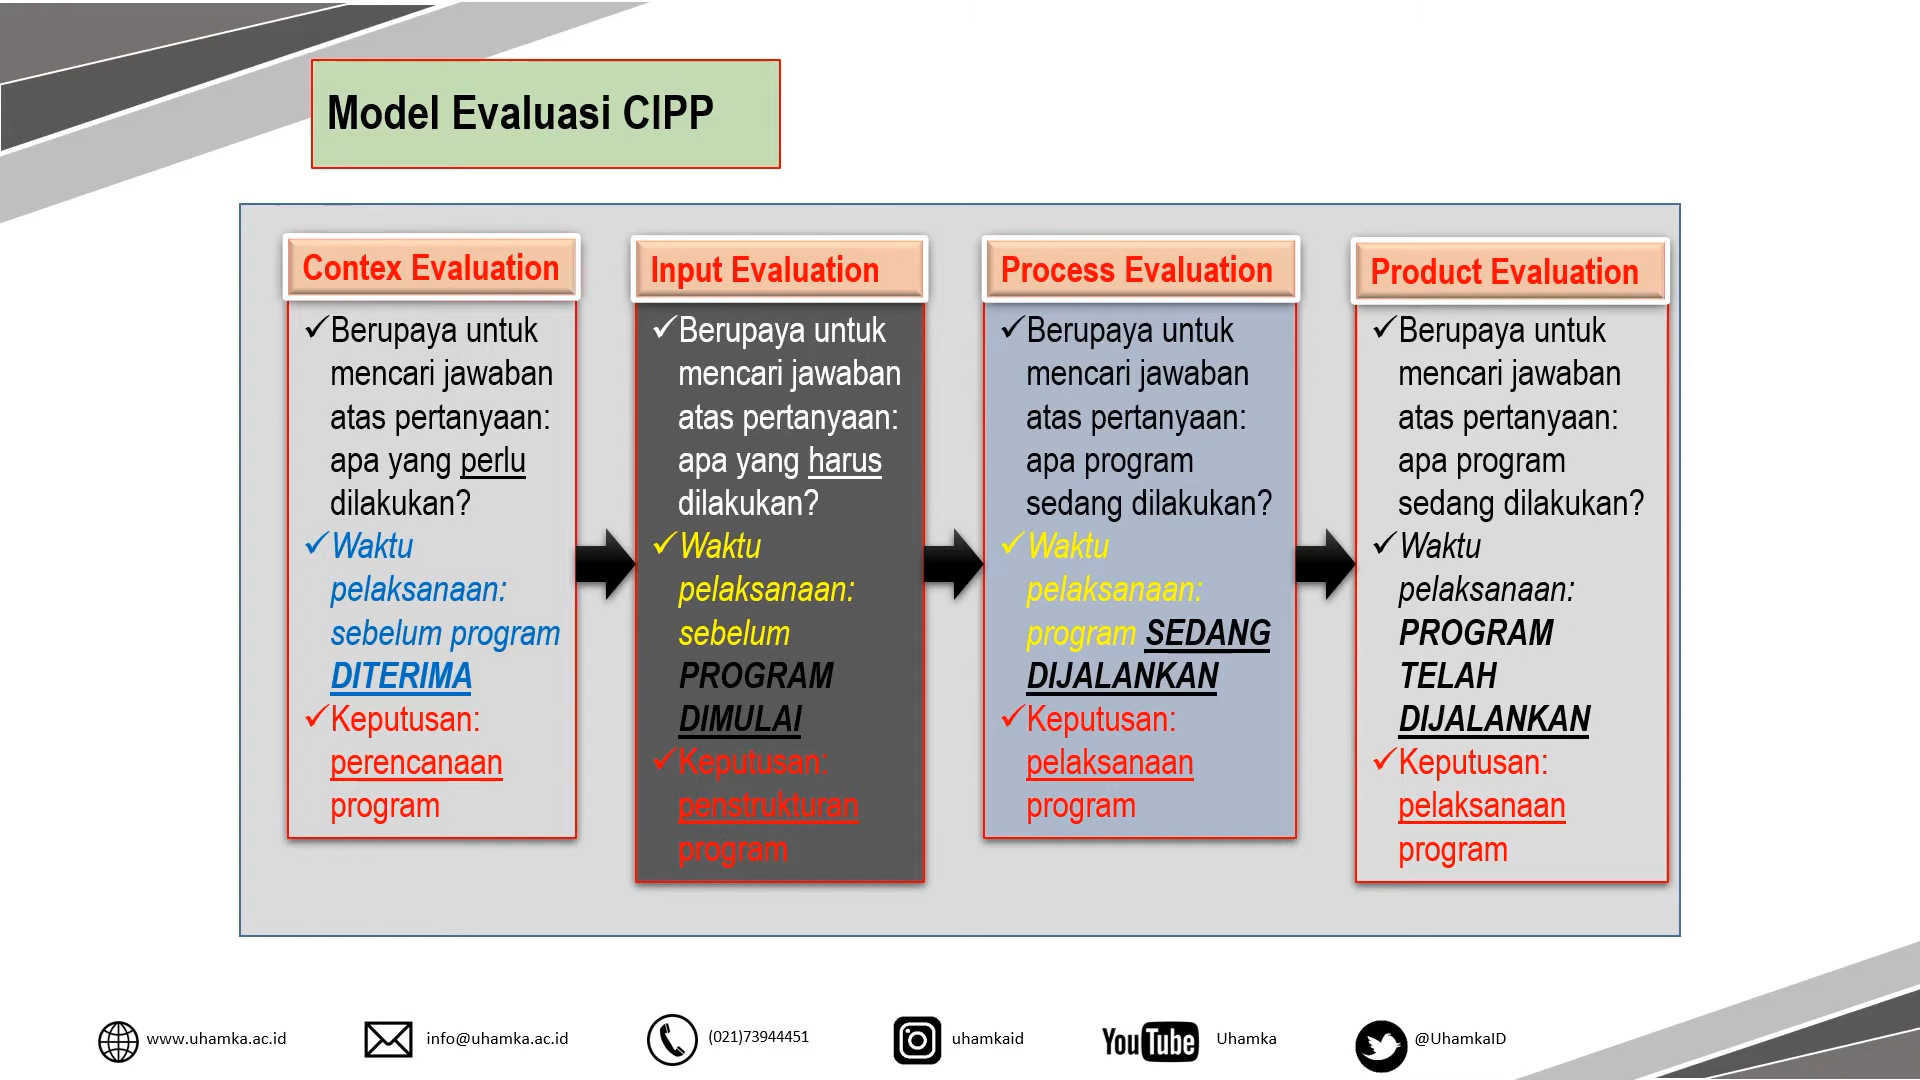 Model Evaluasi CIPP
Contex Evaluation
✓Berupaya untuk
mencari jawaban
atas pertanyaan:
apa yang perlu
dilakukan?
✓Waktu
pelaksanaan:
sebelum program
DITERIMA
✓Keputusan:
perencanaan
program
Input Evaluation
✓Berupaya untuk
mencari jawaban
atas pertanyaan:
apa yang harus
dilakukan?
✓Waktu
pelaksanaan:
sebelum
PROGRAM
DIMULAI
✓Keputusan:
penstrukturan
program
Process Evaluation
✓Berupaya untuk
mencari jawaban
atas pertanyaan:
apa program
sedang dilakukan?
✓Waktu
pelaksanaan:
program SEDANG
DIJALANKAN
✓Keputusan:
pelaksanaan
program
Product Evaluation
✓Berupaya untuk
mencari jawaban
atas pertanyaan:
apa program
sedang dilakukan?
✓Waktu
pelaksanaan:
PROGRAM
TELAH
DIJALANKAN
✓Keputusan:
pelaksanaan
program
www.uhamka.ac.id
info@uhamka.ac.id
(021)73944451
uhamkaid
YouTube Uhamka
@UhamkaID